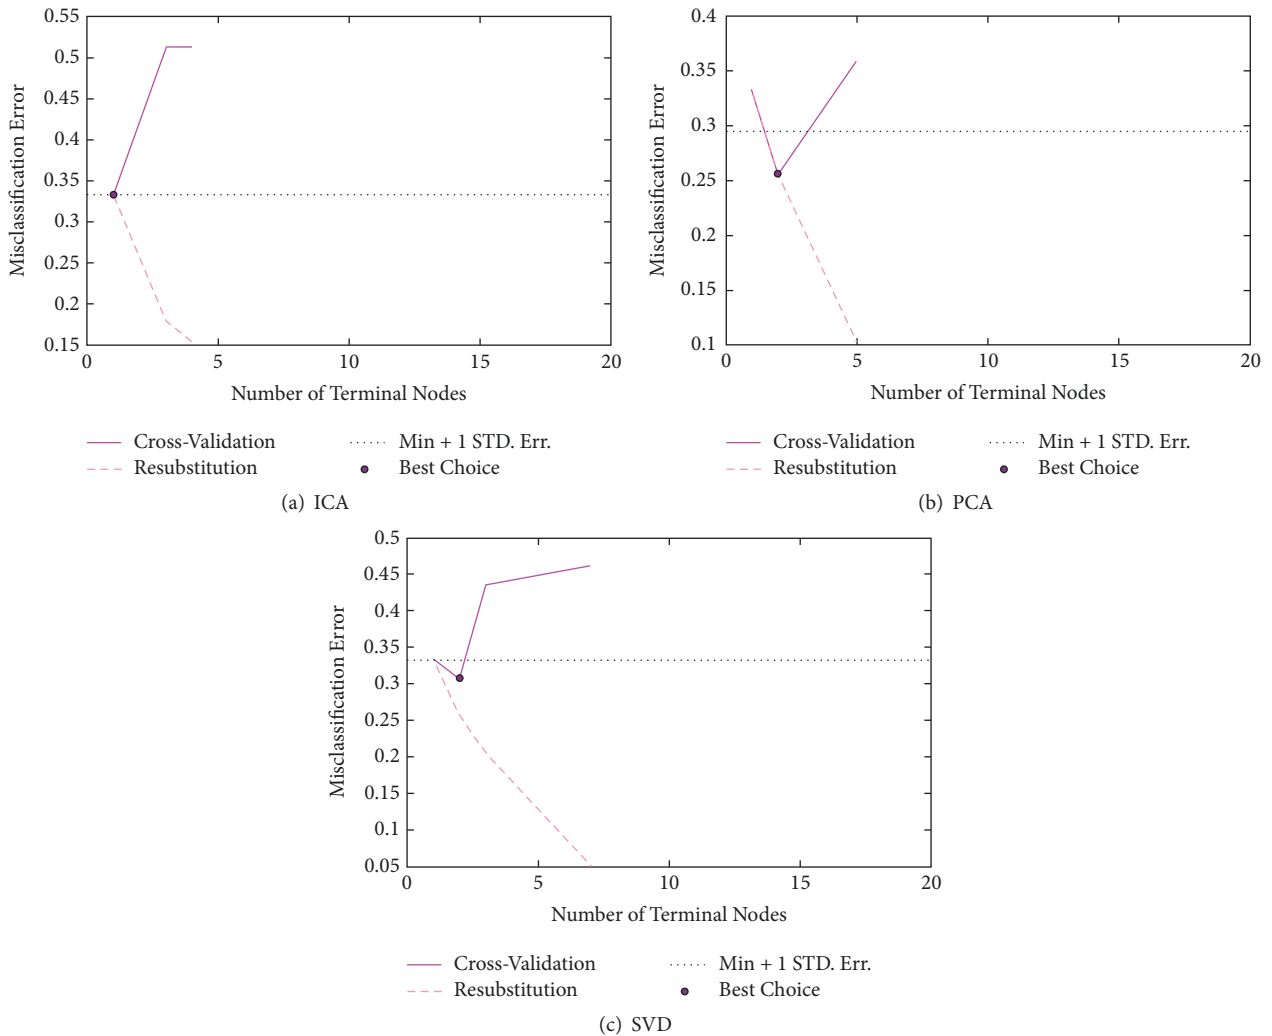 0.55
0.5
0.45
0.4
0.35
0.3
0.25
0.2
0.15
Misclassification Error
0 5 10 15 20
Number of Terminal Nodes
Cross-Validation Min + 1 STD. Err.
Resubstitution Best Choice
(a) ICA
0.4
0.35
0.3
0.25
0.2
0.15
0.1
Misclassification Error
0 5 10 15 20
Number of Terminal Nodes
Cross-Validation Min + 1 STD. Err.
Resubstitution Best Choice
(b) PCA
0.5
0.45
0.4
0.35
0.3
0.25
0.2
0.15
0.1
0.05
Misclassification Error
0 5 10 15 20
Number of Terminal Nodes
Cross-Validation Min + 1 STD. Err.
Resubstitution Best Choice
(c) SVD